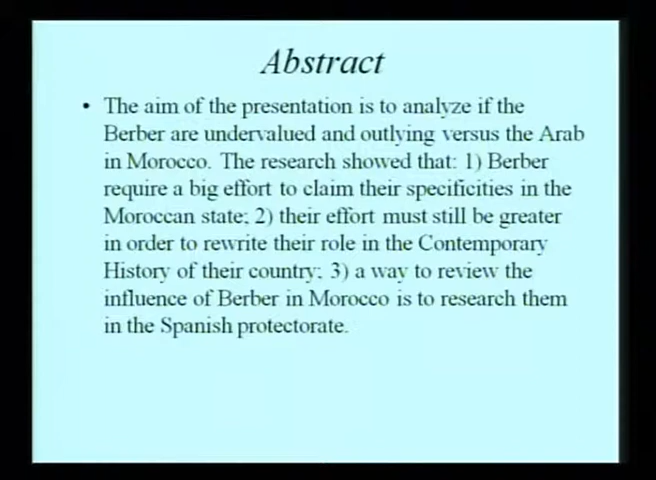 Abstract
• The aim of the presentation is to analyze if the
Berber are undervalued and outlying versus the Arab
in Morocco. The research showed that: 1) Berber
require a big effort to claim their specificities in the
Moroccan state; 2) their effort must still be greater
in order to rewrite their role in the Contemporary
History of their country; 3) a way to review the
influence of Berber in Morocco is to research them
in the Spanish protectorate.